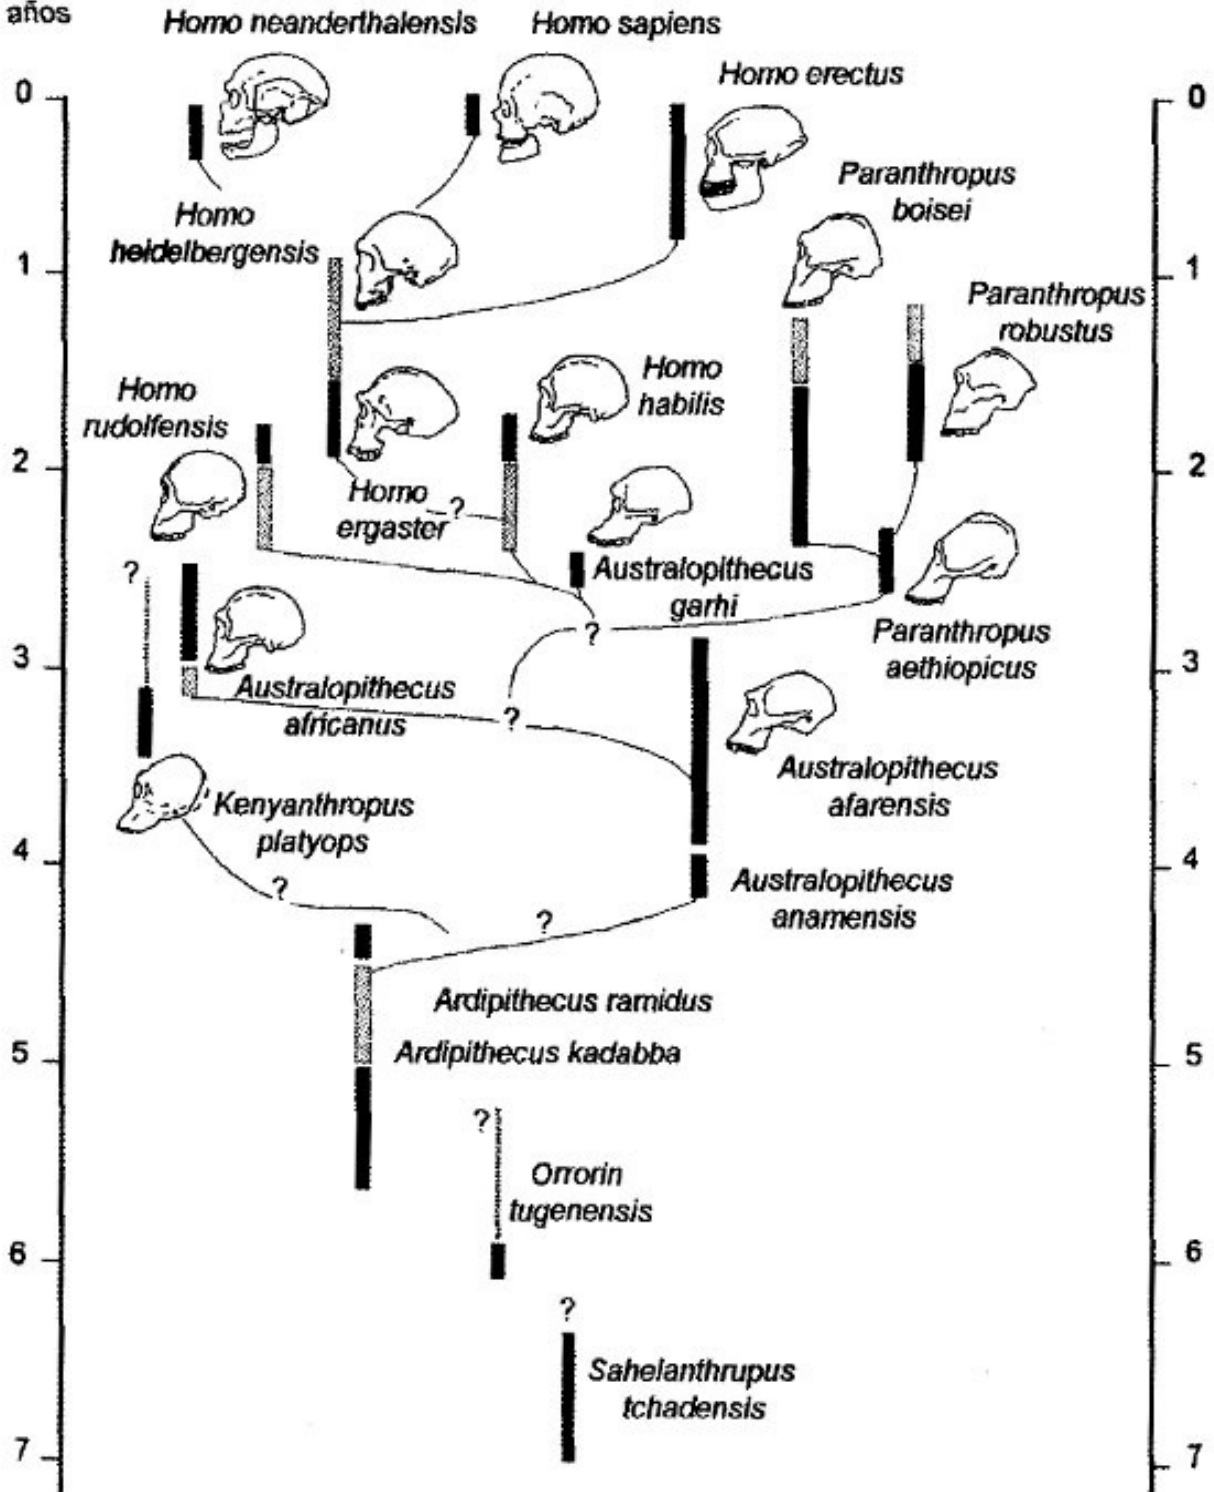 años
Homo neanderthalensis
Homo sapiens
Homo erectus
0
0
Paranthropus
boisei
Homo
heidelbergensis
1
1
Paranthropus
robustus
Homo
habilis
Homo
rudolfensis
2
2
Homo
ergaster
?
?
Australopithecus
garhi
?
Paranthropus
aethiopicus
3
3
Australopithecus
africanus
?
Australopithecus
afarensis
Kenyanthropus
platyops
4
4
?
Australopithecus
anamensis
?
Ardipithecus ramidus
Ardipithecus kadabba
5
5
?
Orrorin
tugenensis
6
6
?
Sahelanthrupus
tchadensis
7
7